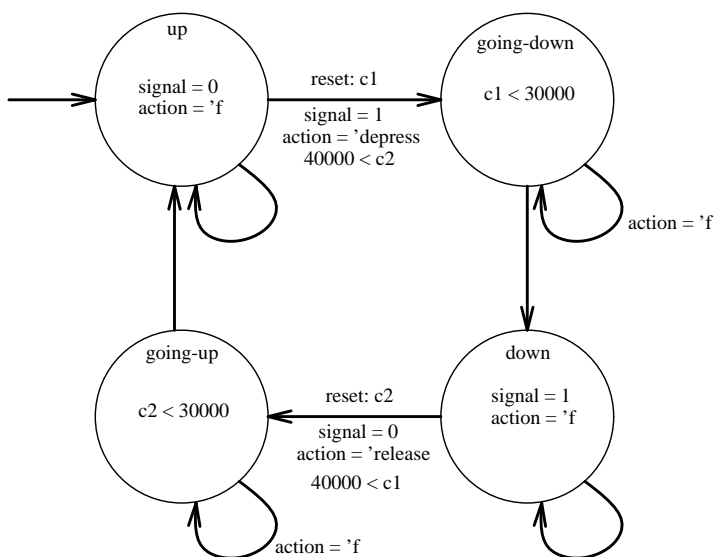 up
signal = 0
action = 'f
reset: c1
signal = 1
action = 'depress
40000 < c2
going-down
c1 < 30000
action = 'f
going-up
c2 < 30000
action = 'f
reset: c2
signal = 0
action = 'release
40000 < c1
down
signal = 1
action = 'f